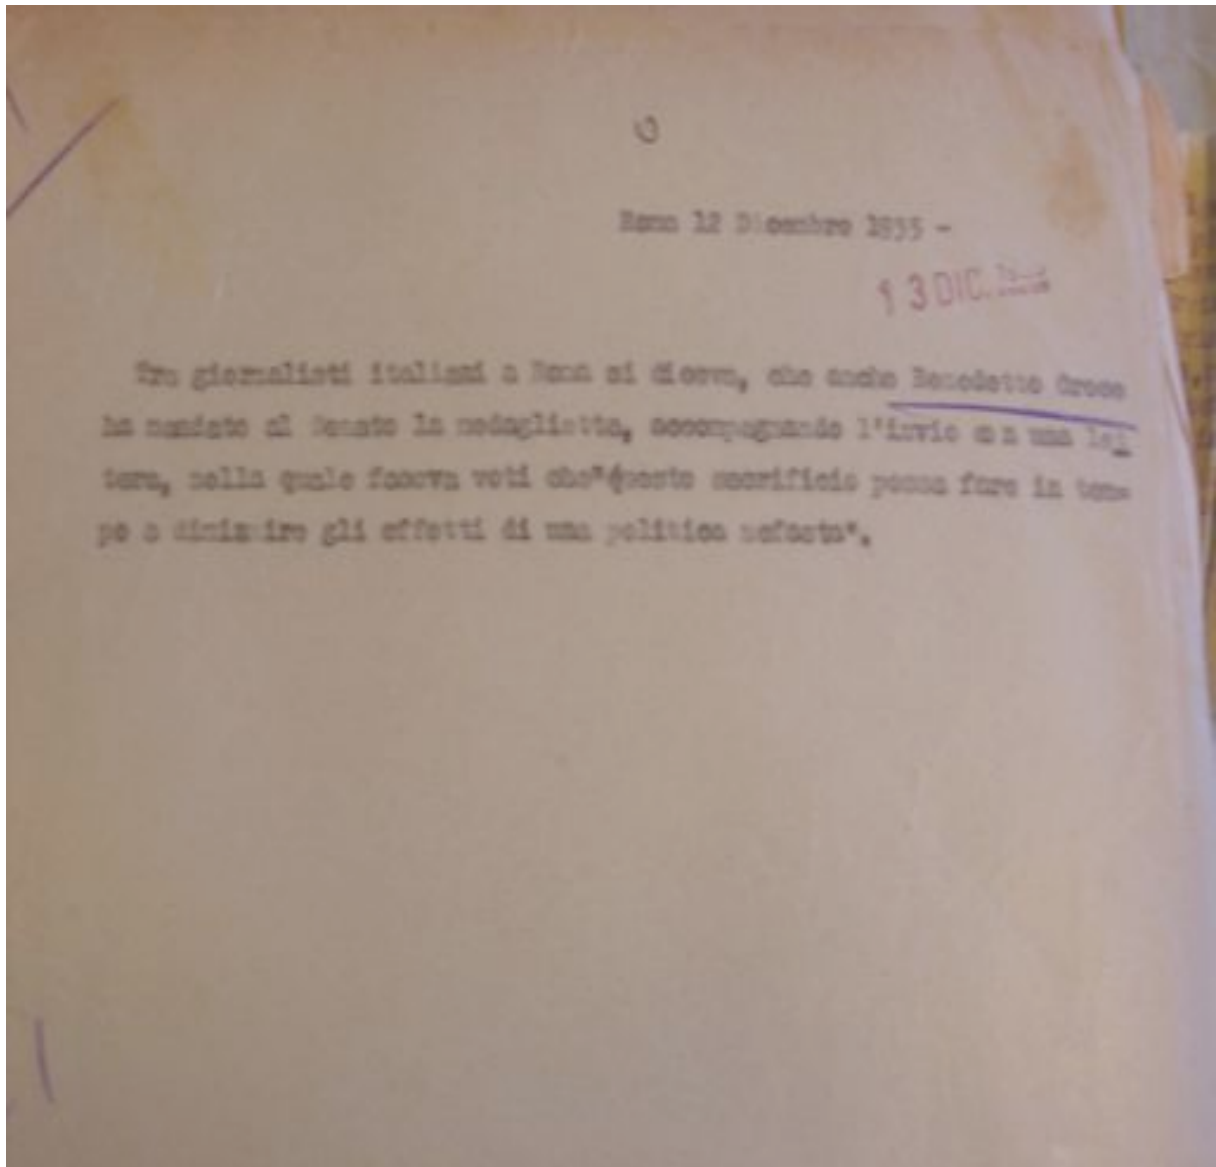 Roma 12 Dicembre 1935 -
13 DIC.
Tra giornalisti italiani a Roma si diceva, che anche Benedetto Croce
ha mandato al Senato la medaglietta, accompagnando l'invio con una let
tera, nella quale faceva voti che"questo sacrificio possa fare in tem=
po a diminuire gli effetti di una politica nefasta".